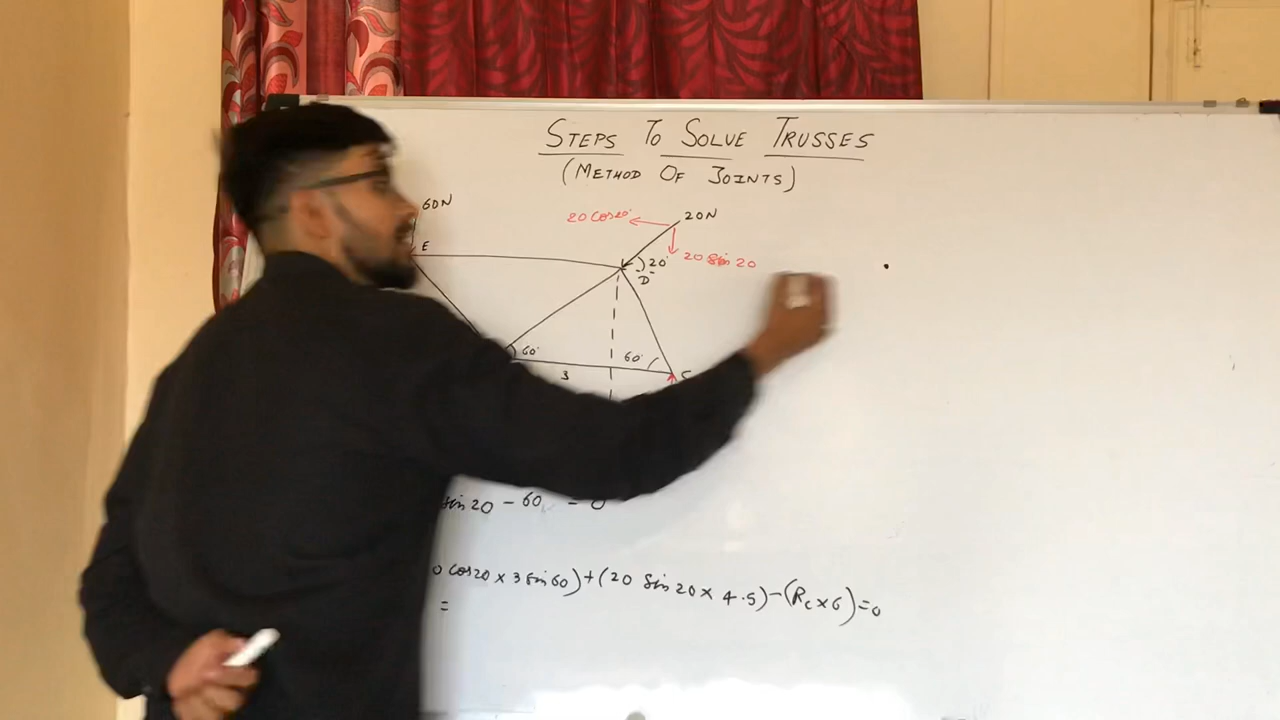 STEPS TO SOLVE TRUSSES
(METHOD OF JOINTS)
60N
20 Cos20°
20N
E
20°
20 Sin 20
D
60°
60°
3
C
Sin 20 - 60 = 0
0 Cos20 x 3 Sin 60) + (20 Sin 20 x 4.5) - (Rc x 6) = 0
=